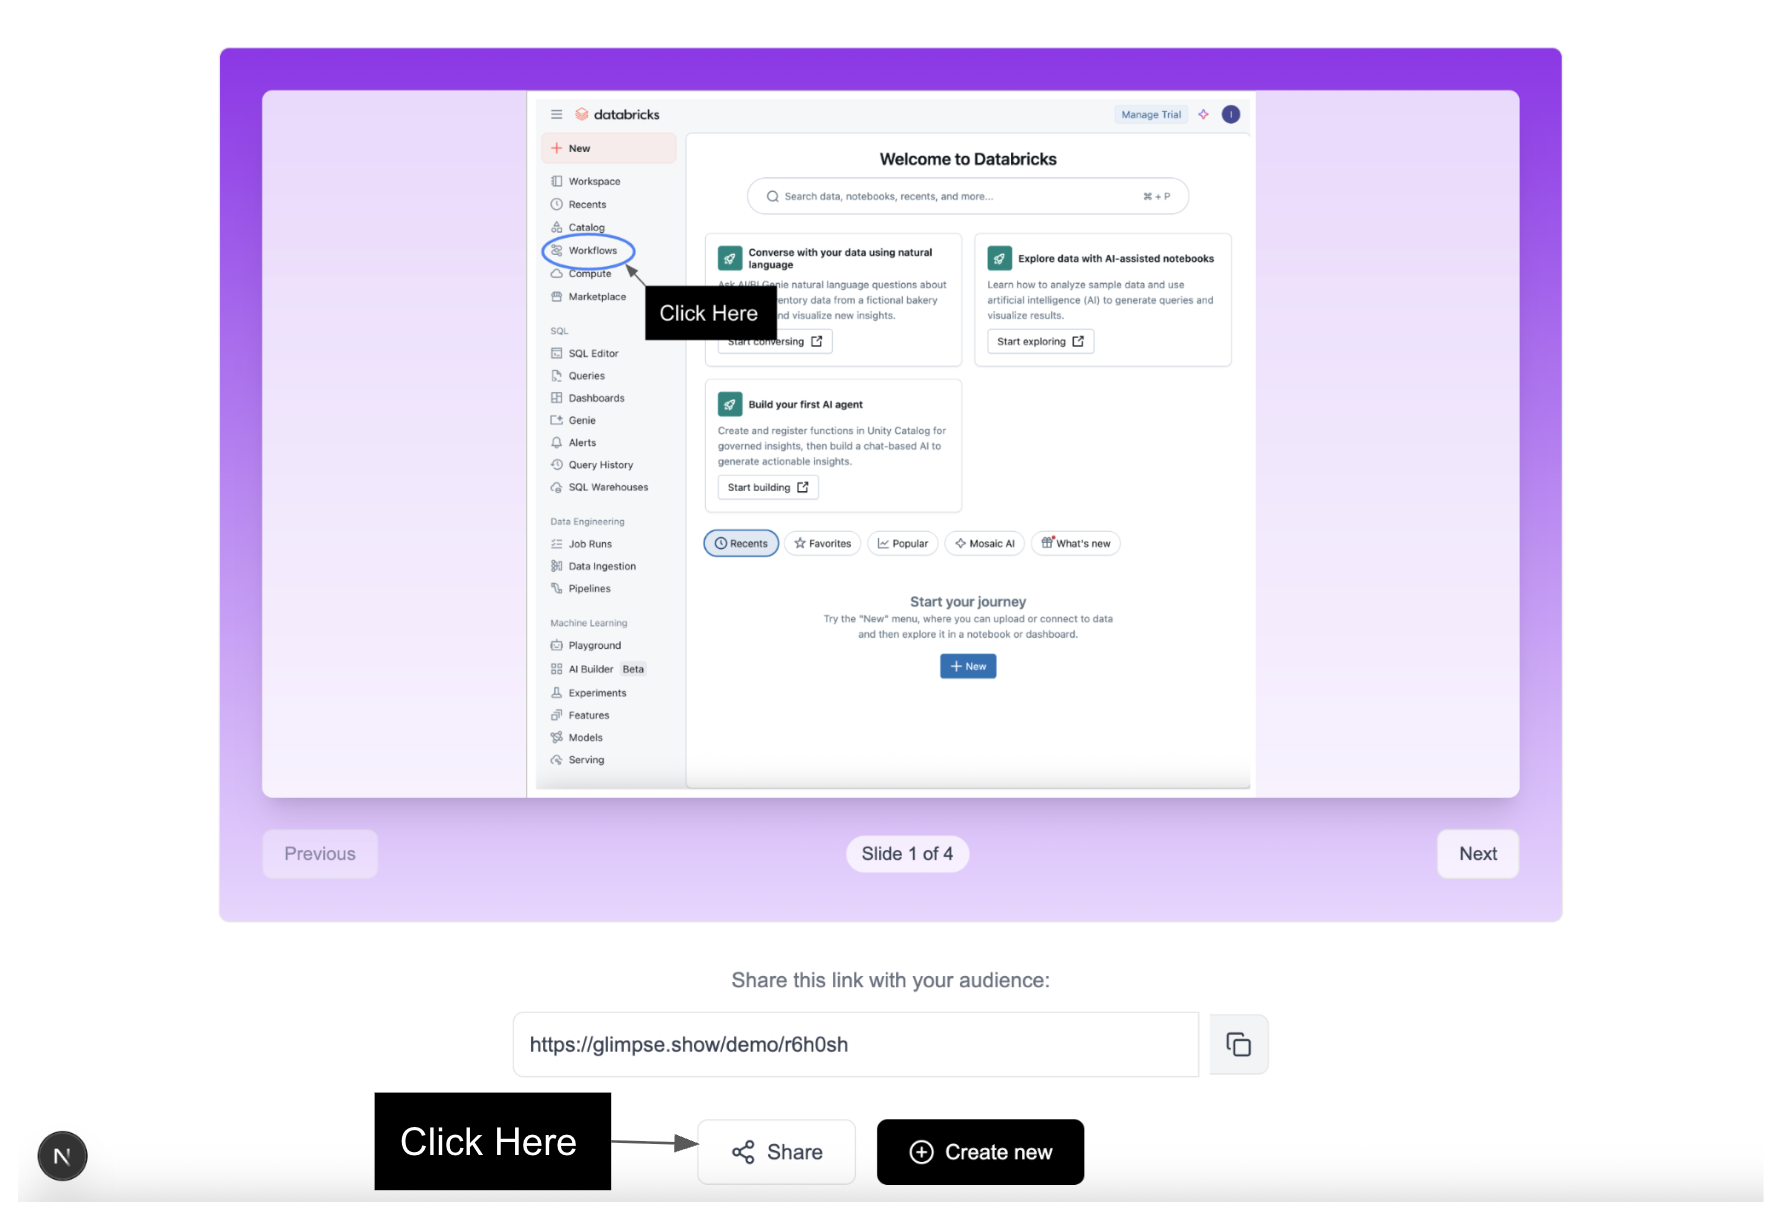 databricks
Manage Trial
I
New
Workspace
Recents
Catalog
Workflows
Compute
Marketplace
SQL
SQL Editor
Queries
Dashboards
Genie
Alerts
Query History
SQL Warehouses
Data Engineering
Job Runs
Data Ingestion
Pipelines
Machine Learning
Playground
AI Builder Beta
Experiments
Features
Models
Serving
Click Here
Welcome to Databricks
Search data, notebooks, recents, and more... ⌘ + P
Converse with your data using natural
language
Ask AI/BI Genie natural language questions about
entory data from a fictional bakery
nd visualize new insights.
Start conversing
Explore data with AI-assisted notebooks
Learn how to analyze sample data and use
artificial intelligence (AI) to generate queries and
visualize results.
Start exploring
Build your first AI agent
Create and register functions in Unity Catalog for
governed insights, then build a chat-based AI to
generate actionable insights.
Start building
Recents Favorites Popular Mosaic AI What's new
Start your journey
Try the "New" menu, where you can upload or connect to data
and then explore it in a notebook or dashboard.
New
Previous
Slide 1 of 4
Next
Share this link with your audience:
https://glimpse.show/demo/r6h0sh
Click Here
Share
Create new
N